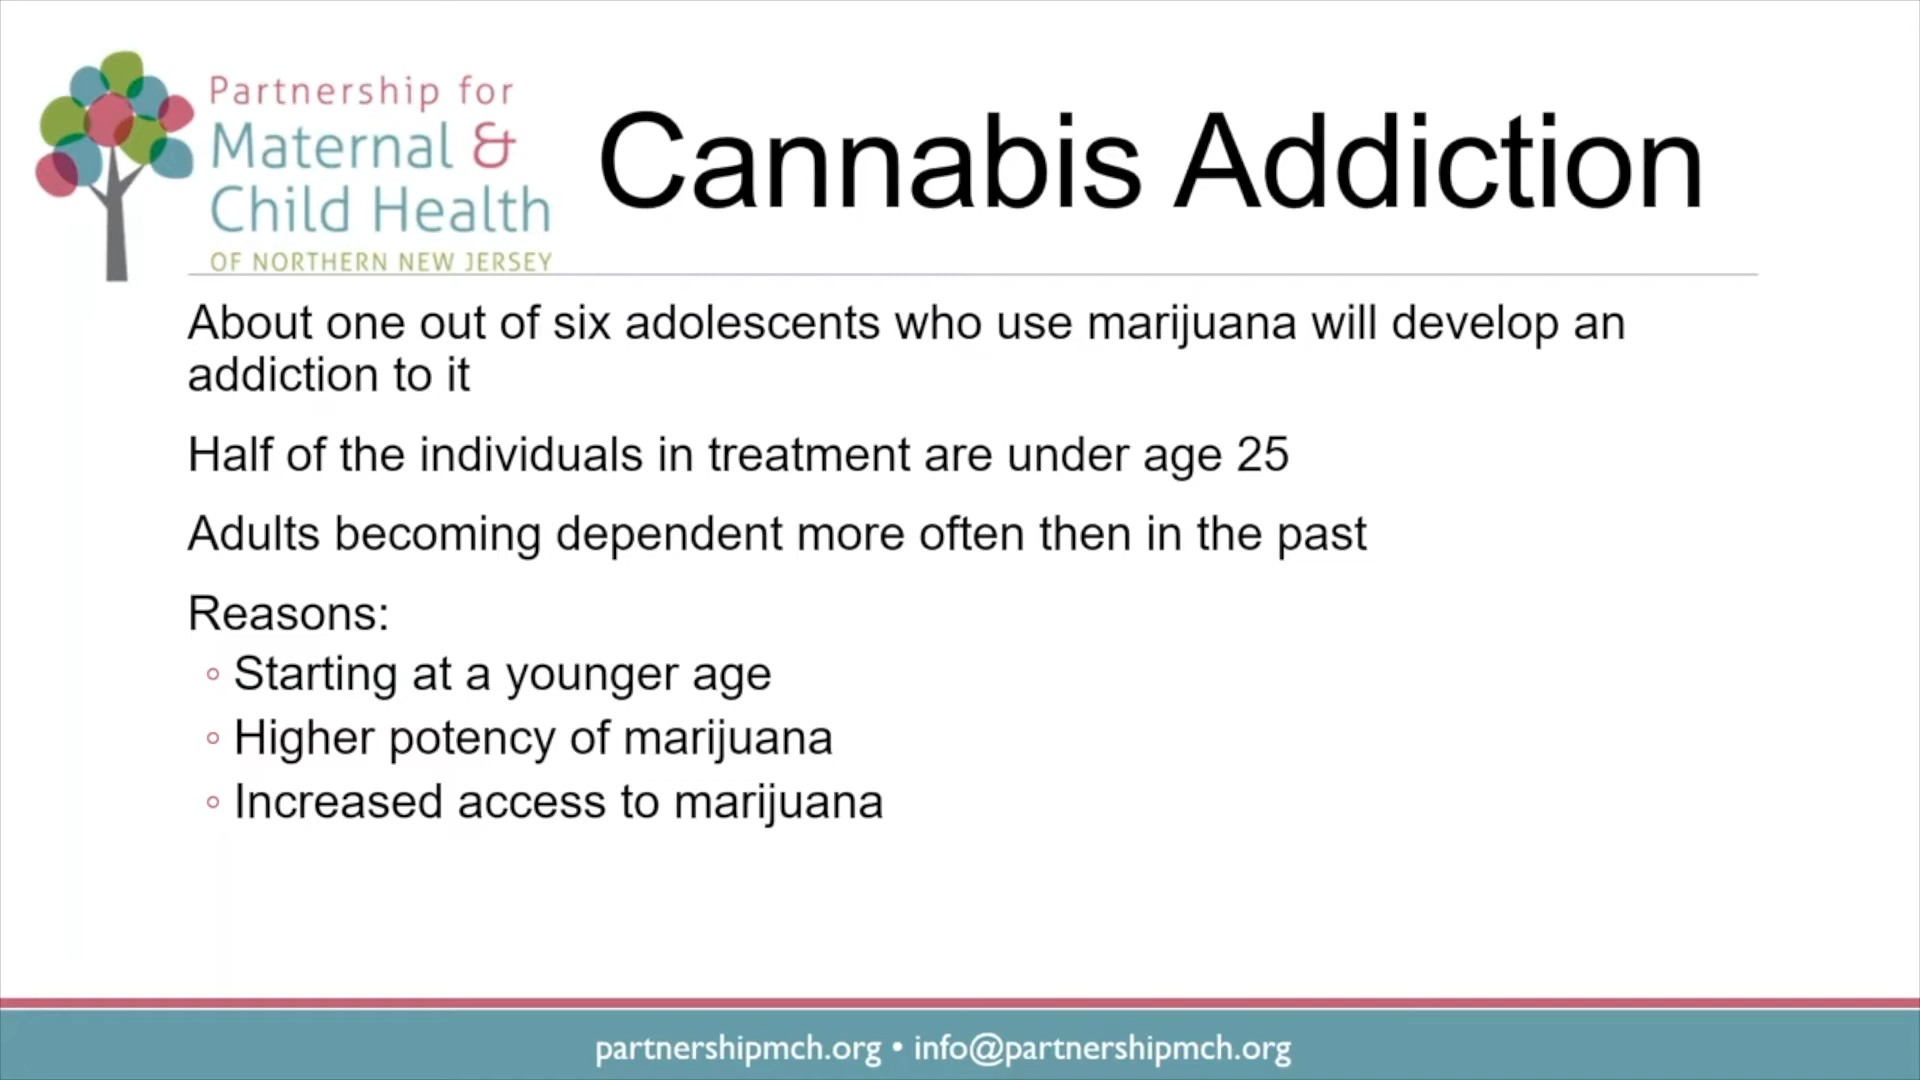 Partnership for
Maternal &
Child Health
OF NORTHERN NEW JERSEY
Cannabis Addiction
About one out of six adolescents who use marijuana will develop an
addiction to it
Half of the individuals in treatment are under age 25
Adults becoming dependent more often then in the past
Reasons:
◦ Starting at a younger age
◦ Higher potency of marijuana
◦ Increased access to marijuana
partnershipmch.org • info@partnershipmch.org